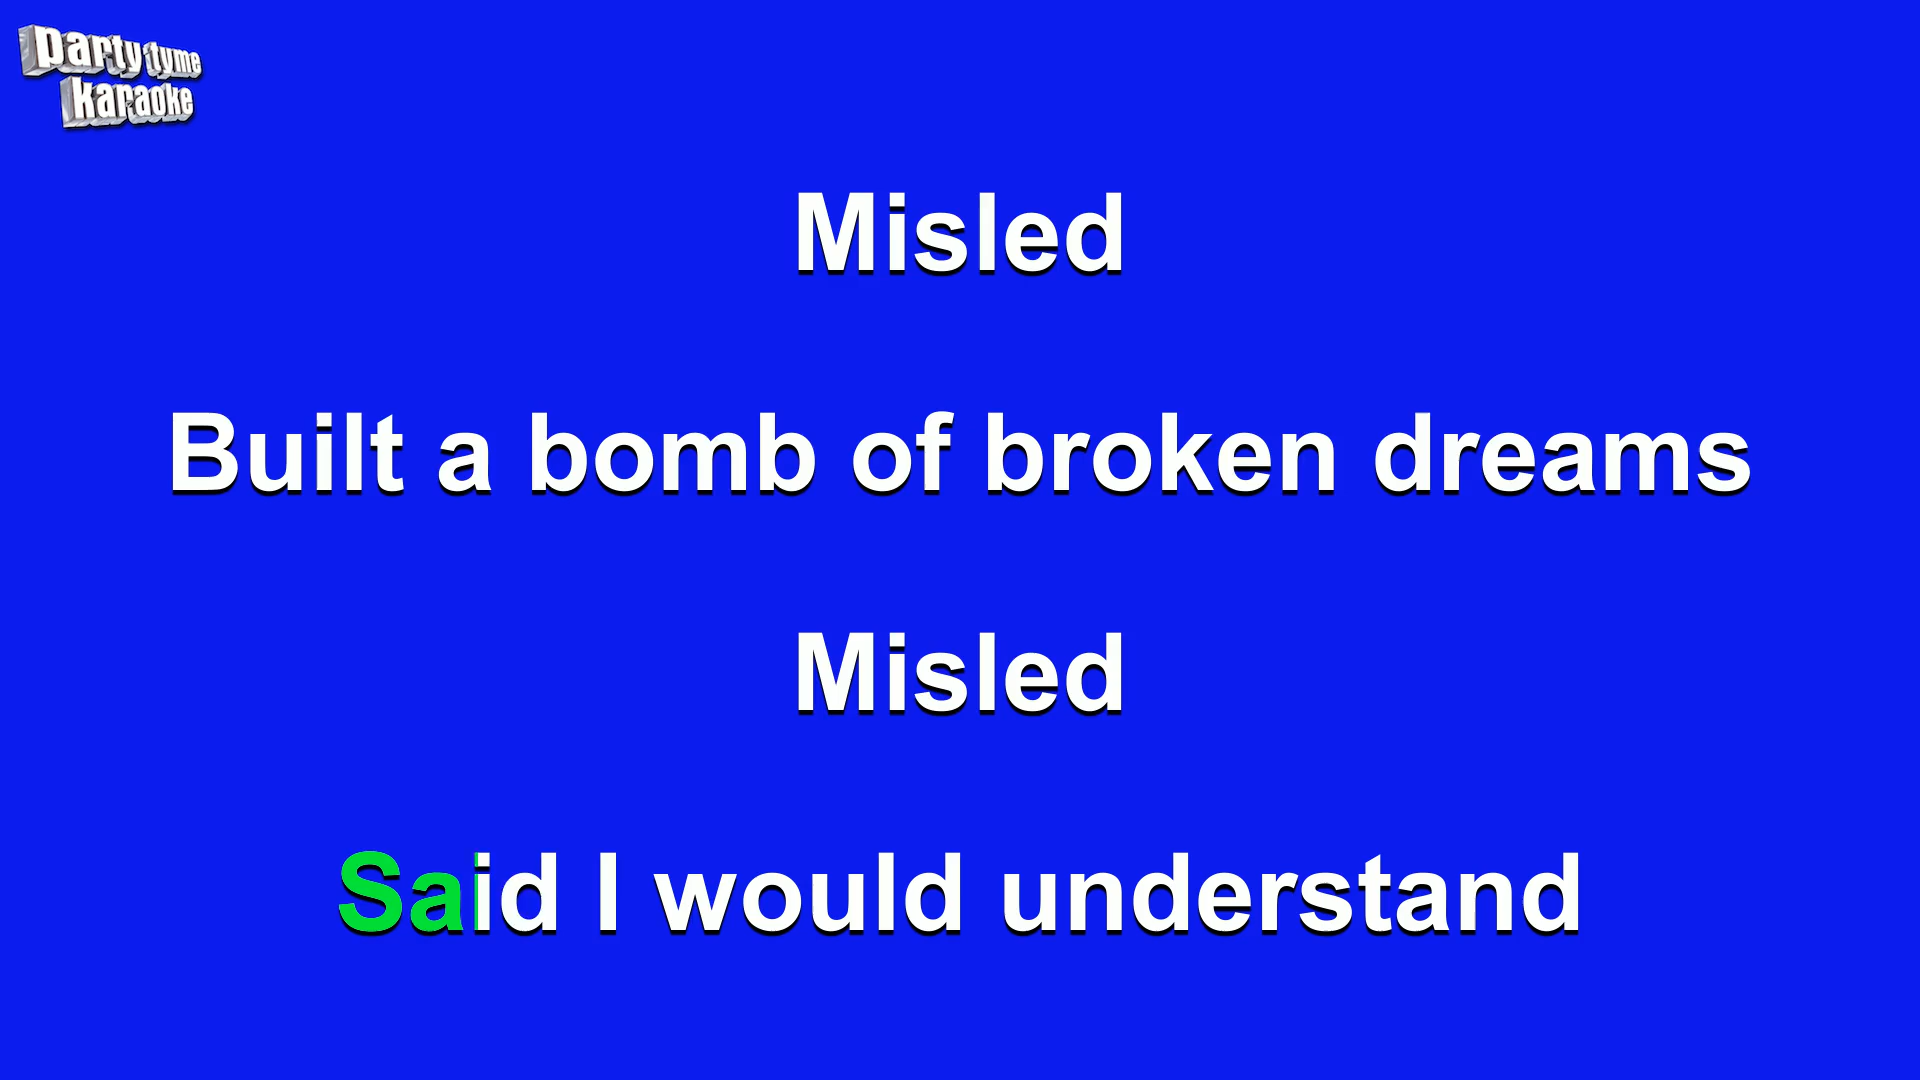 party tyme
karaoke
Misled
Built a bomb of broken dreams
Misled
Said I would understand